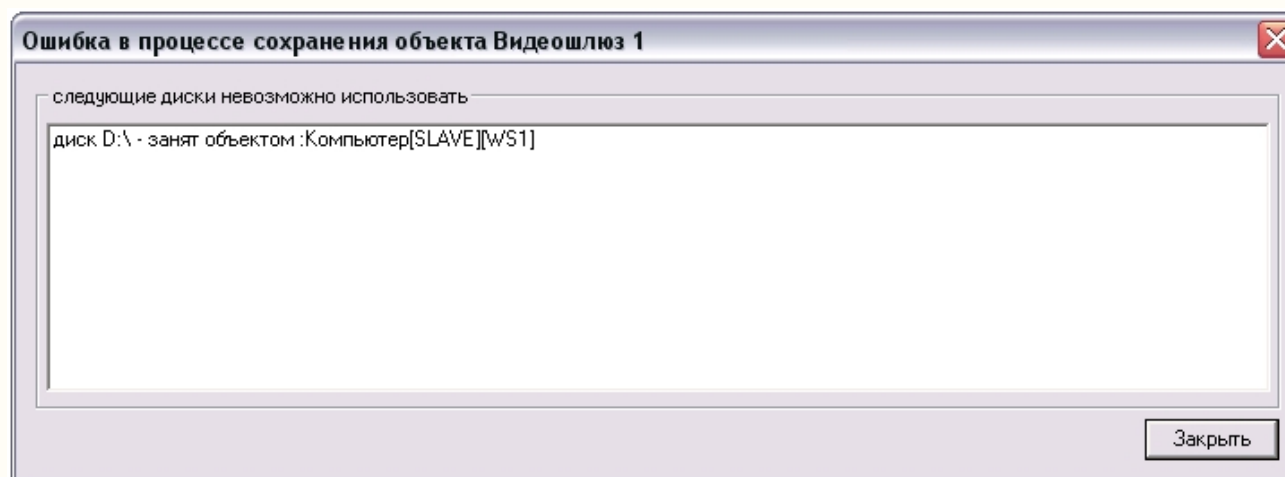 Ошибка в процессе сохранения объекта Видеошлюз 1
следующие диски невозможно использовать
диск D:\ - занят объектом :Компьютер[SLAVE][WS1]
Закрыть